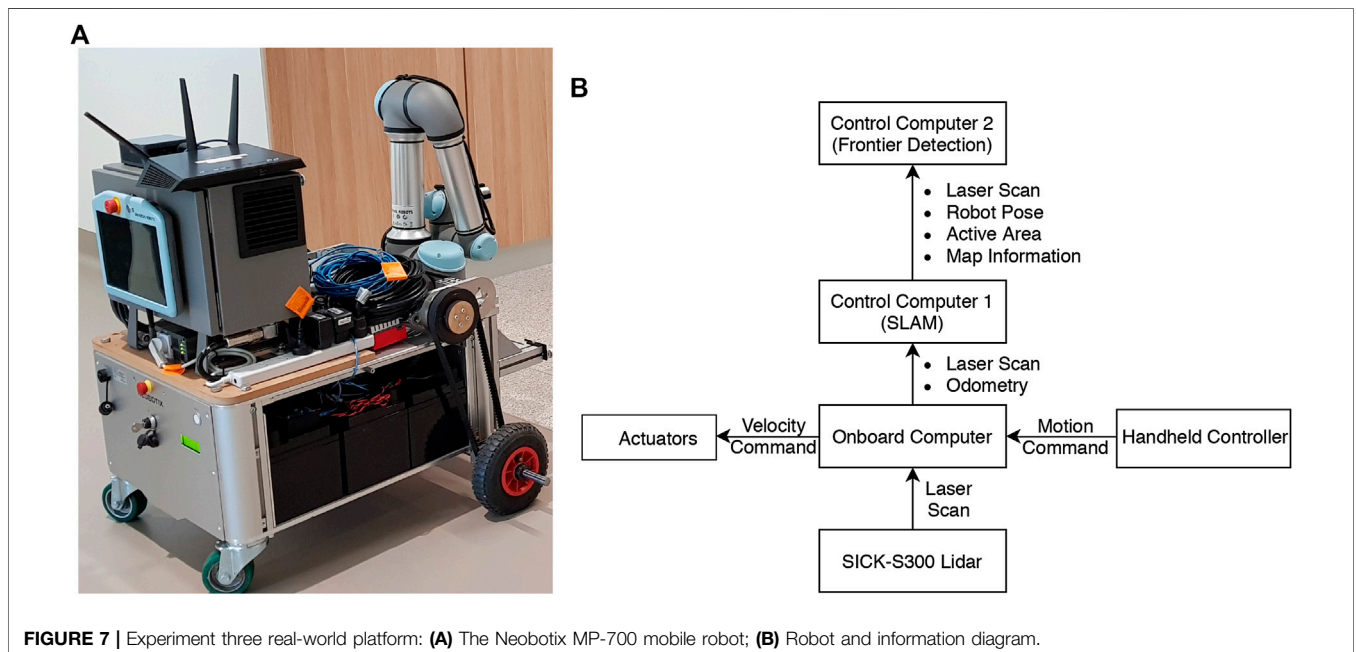 A
NEOBOTIX
B
Control Computer 2
(Frontier Detection)
• Laser Scan
• Robot Pose
• Active Area
• Map Information
Control Computer 1
(SLAM)
• Laser Scan
• Odometry
Actuators
Velocity
Command
Onboard Computer
Motion
Command
Handheld Controller
Laser
Scan
SICK-S300 Lidar
FIGURE 7 | Experiment three real-world platform: (A) The Neobotix MP-700 mobile robot; (B) Robot and information diagram.